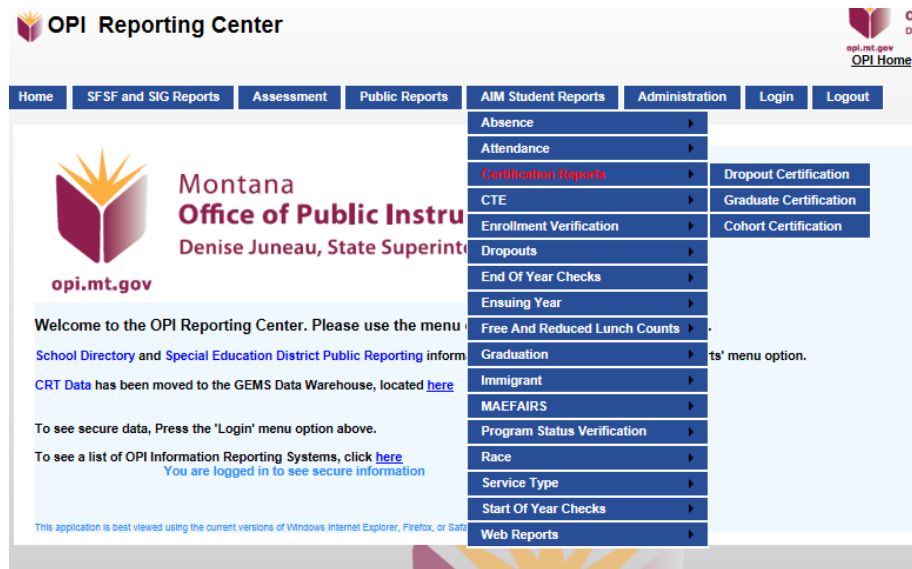 OPI Reporting Center
opi.mt.gov
OPI Home
Home SFSF and SIG Reports Assessment Public Reports AIM Student Reports Administration Login Logout
Absence
Attendance
Certification Reports
Dropout Certification
CTE
Graduate Certification
Enrollment Verification
Cohort Certification
Dropouts
End Of Year Checks
Ensuing Year
Free And Reduced Lunch Counts
Graduation
Immigrant
MAEFAIRS
Program Status Verification
Race
Service Type
Start Of Year Checks
Web Reports
Montana
Office of Public Instru
Denise Juneau, State Superint
opi.mt.gov
Welcome to the OPI Reporting Center. Please use the menu
School Directory and Special Education District Public Reporting inform ts' menu option.
CRT Data has been moved to the GEMS Data Warehouse, located here
To see secure data, Press the 'Login' menu option above.
To see a list of OPI Information Reporting Systems, click here
You are logged in to see secure information
This application is best viewed using the current versions of Windows Internet Explorer, Firefox, or Safa